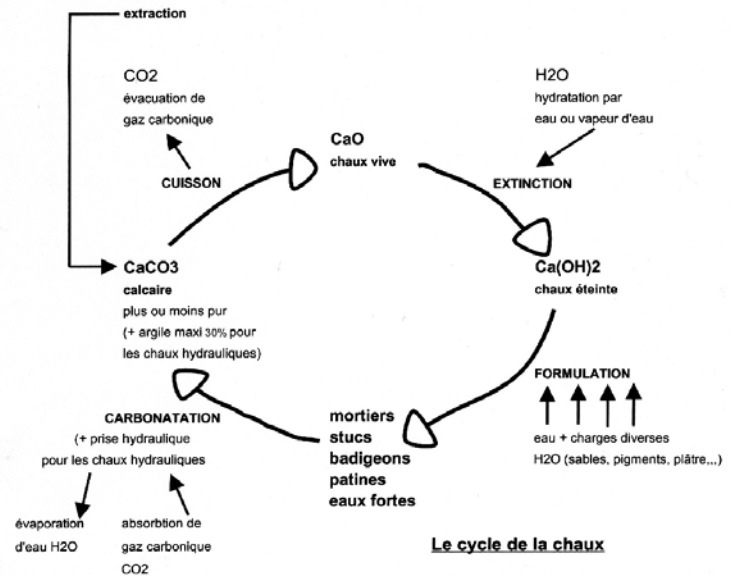 extraction
CO2
évacuation de
gaz carbonique
CUISSON
CaO
chaux vive
H2O
hydratation par
eau ou vapeur d'eau
EXTINCTION
CaCO3
calcaire
plus ou moins pur
(+ argile maxi 30% pour
les chaux hydrauliques)
Ca(OH)2
chaux éteinte
FORMULATION
eau + charges diverses
H2O (sables, pigments, plâtre,,,)
mortiers
stucs
badigeons
patines
eaux fortes
CARBONATATION
(+ prise hydraulique
pour les chaux hydrauliques
évaporation
d'eau H2O
absorbtion de
gaz carbonique
CO2
Le cycle de la chaux